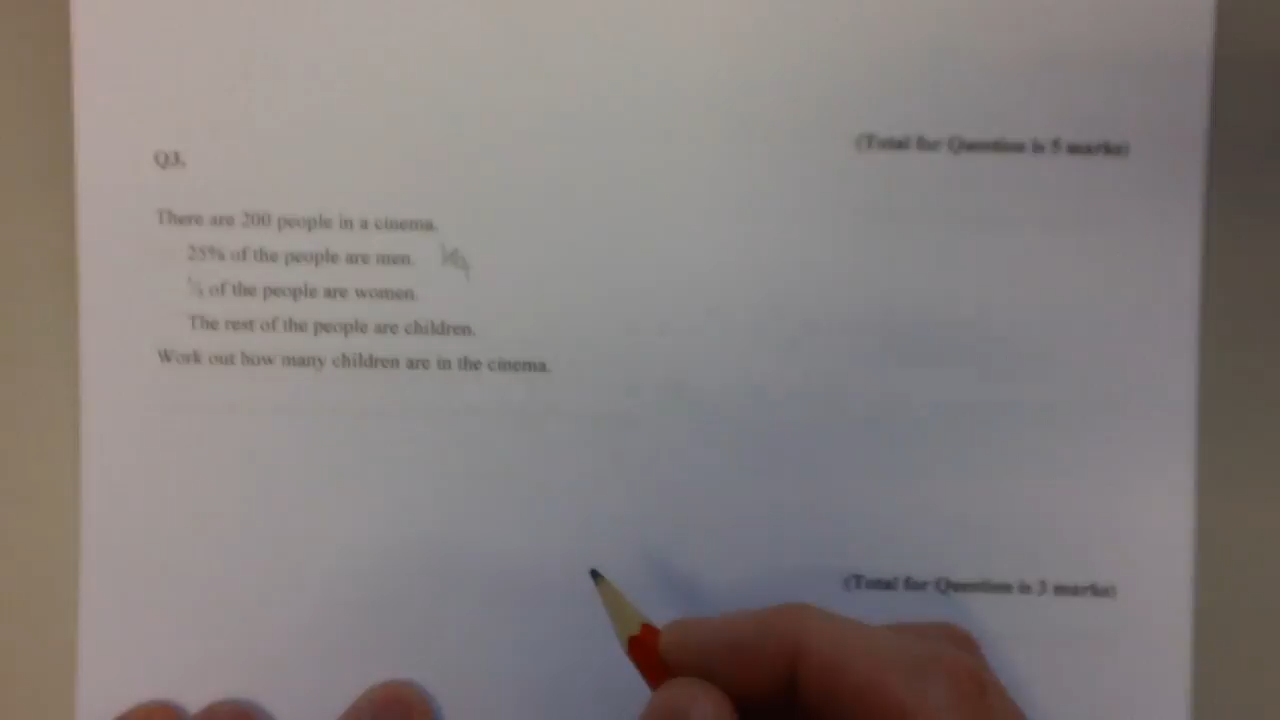 (Total for Question is 5 marks)
Q3.
There are 200 people in a cinema.
25% of the people are men.
of the people are women.
The rest of the people are children.
Work out how many children are in the cinema.
(Total for Question is 3 marks)